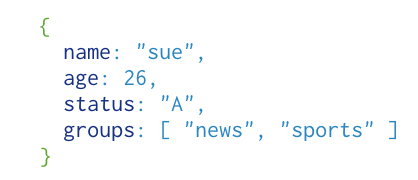 {
name: "sue",
age: 26,
status: "A",
groups: [ "news", "sports" ]
}